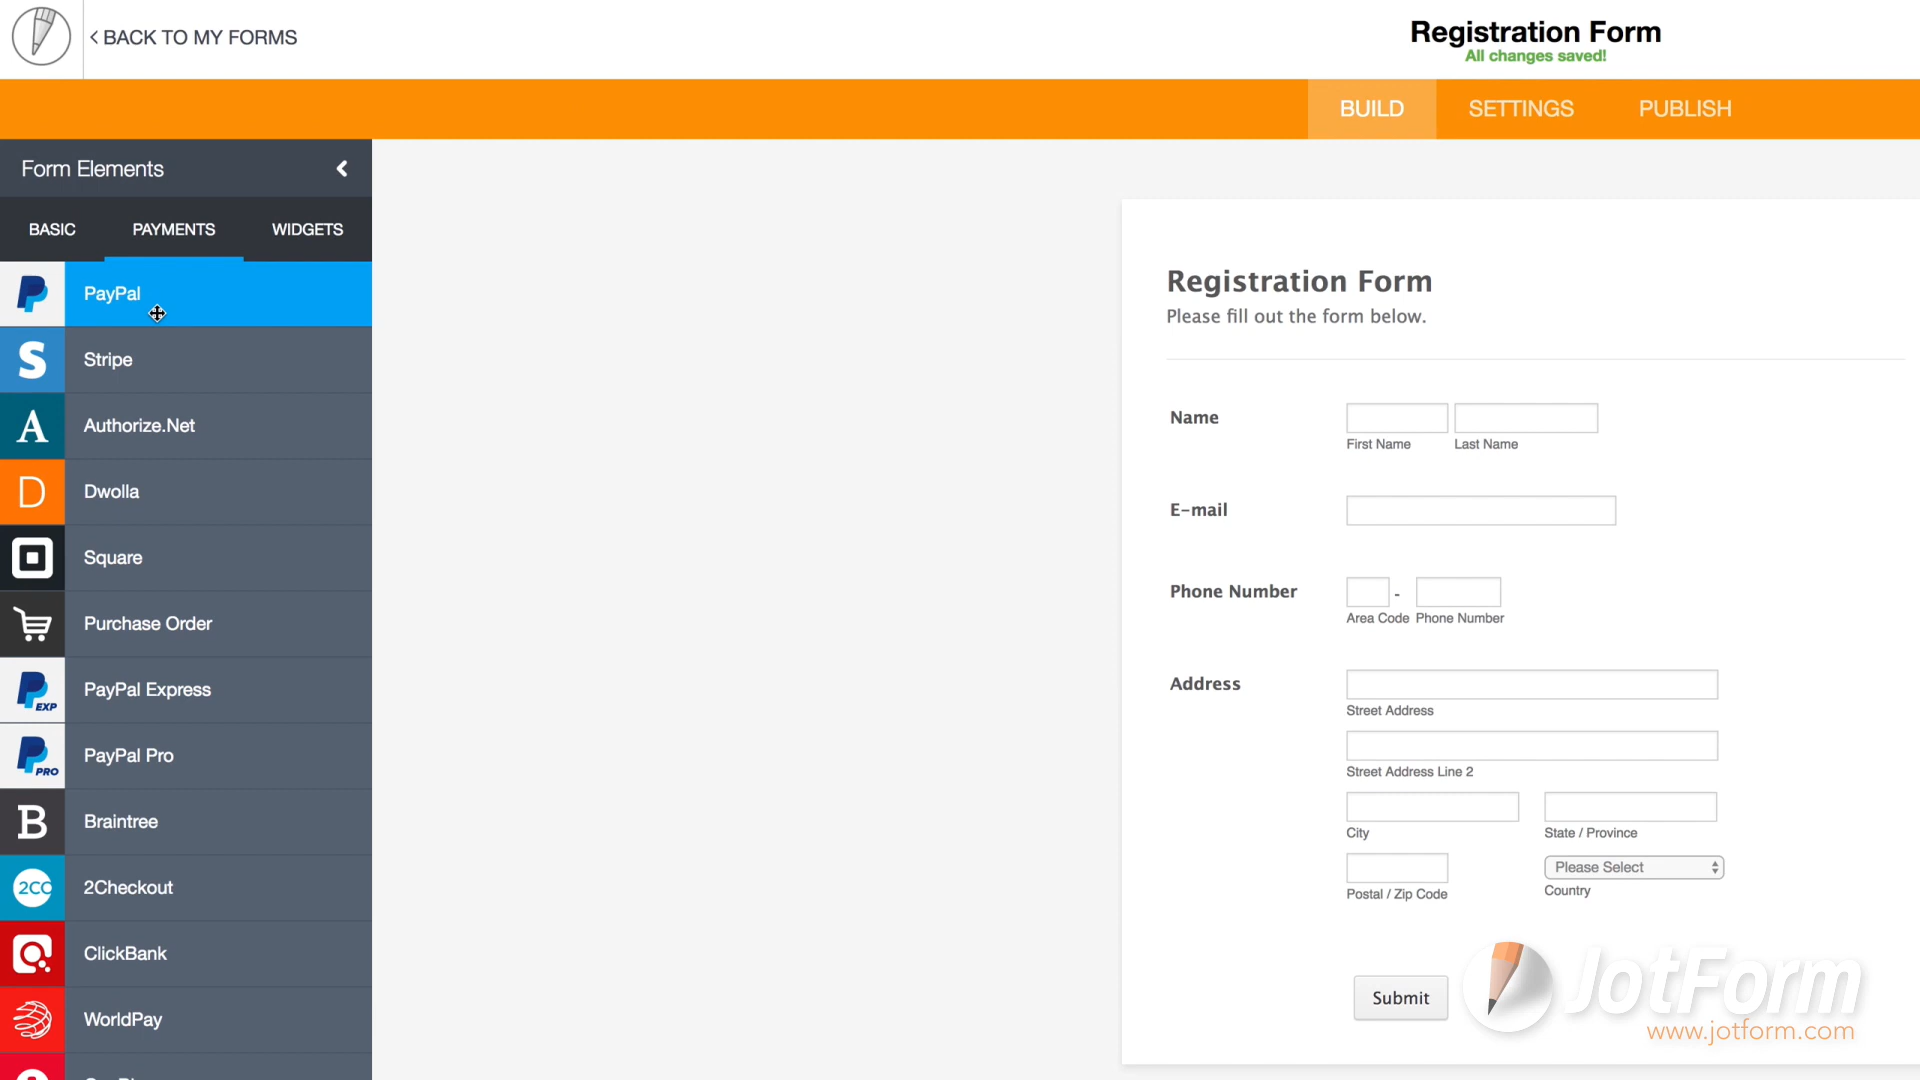 < BACK TO MY FORMS
Registration Form
All changes saved!
BUILD SETTINGS PUBLISH
Form Elements
BASIC PAYMENTS WIDGETS
PayPal
S Stripe
A Authorize.Net
D Dwolla
Square
Purchase Order
EXP PayPal Express
PRO PayPal Pro
B Braintree
2CO 2Checkout
ClickBank
WorldPay
Registration Form
Please fill out the form below.
Name
First Name Last Name
E-mail
Phone Number -
Area Code Phone Number
Address
Street Address
Street Address Line 2
City State / Province
Please Select
Postal / Zip Code Country
Submit
JotForm
www.jotform.com